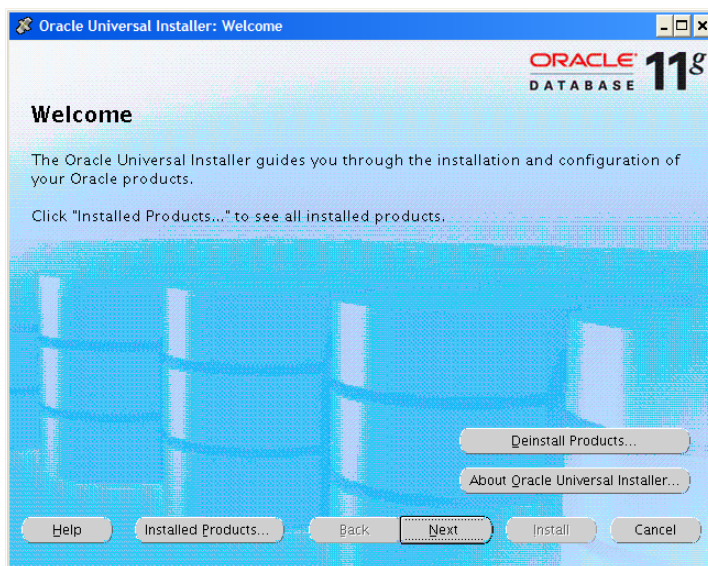 Oracle Universal Installer: Welcome
ORACLE 11g
DATABASE
Welcome
The Oracle Universal Installer guides you through the installation and configuration of
your Oracle products.
Click "Installed Products..." to see all installed products.
Deinstall Products...
About Oracle Universal Installer...
Help Installed Products... Back Next Install Cancel